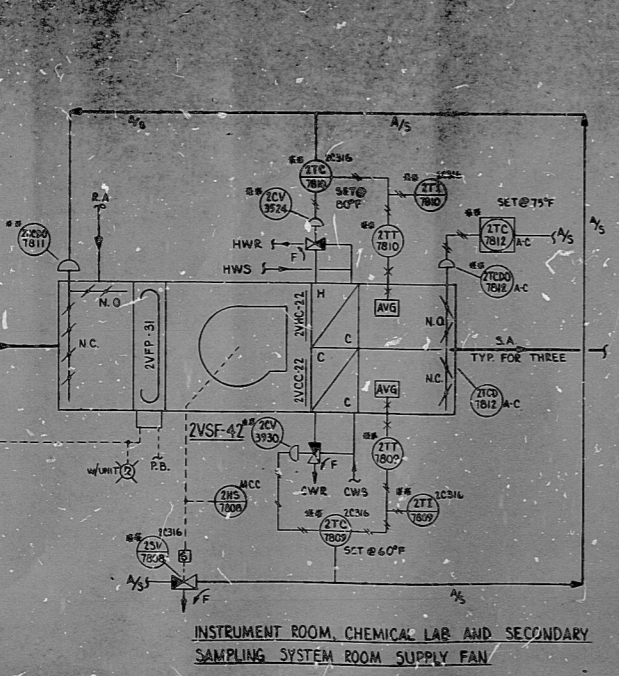 A/S
A/S
R.A
2TC
7810
2C316
SET@
80°F
2CV
3524
2TI
7810
2TT
7810
SET@75°F
2TC
7812
A-C
A/S
A/S
7811
HWR
F
HWS
2TCDO
7812
A-C
N.O
N.C.
2VFP-31
2VHC-22
2VCC-22
H
C
C
C
AVG
AVG
N.O
N.C.
S.A.
TYP. FOR THREE
2TCD
7812
A-C
2VSF-42
2CV
3930
F
2TT
7809
W/UNIT
2
P.B.
CWR
CWS
2HS
7808
MCC
2TI
7809
2C316
2TC
7809
2C316
SET @60°F
2SV
7808
2C316
S
A/S
F
A/S
INSTRUMENT ROOM, CHEMICAL LAB AND SECONDARY
SAMPLING SYSTEM ROOM SUPPLY FAN